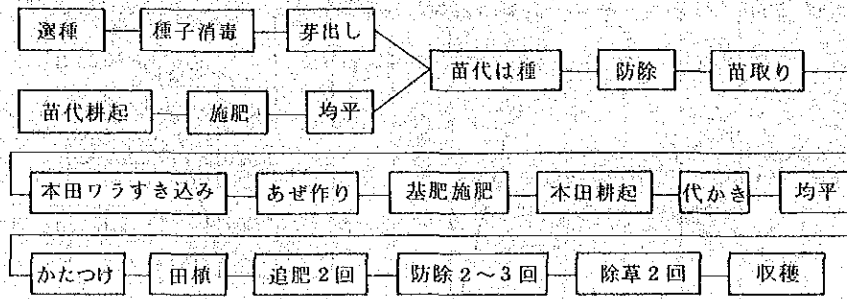 選種 種子消毒 芽出し
苗代は種 防除 苗取り
苗代耕起 施肥 均平
本田ワラすき込み あぜ作り 基肥施肥 本田耕起 代かき 均平
かたつけ 田植 追肥2回 防除2~3回 除草2回 収穫